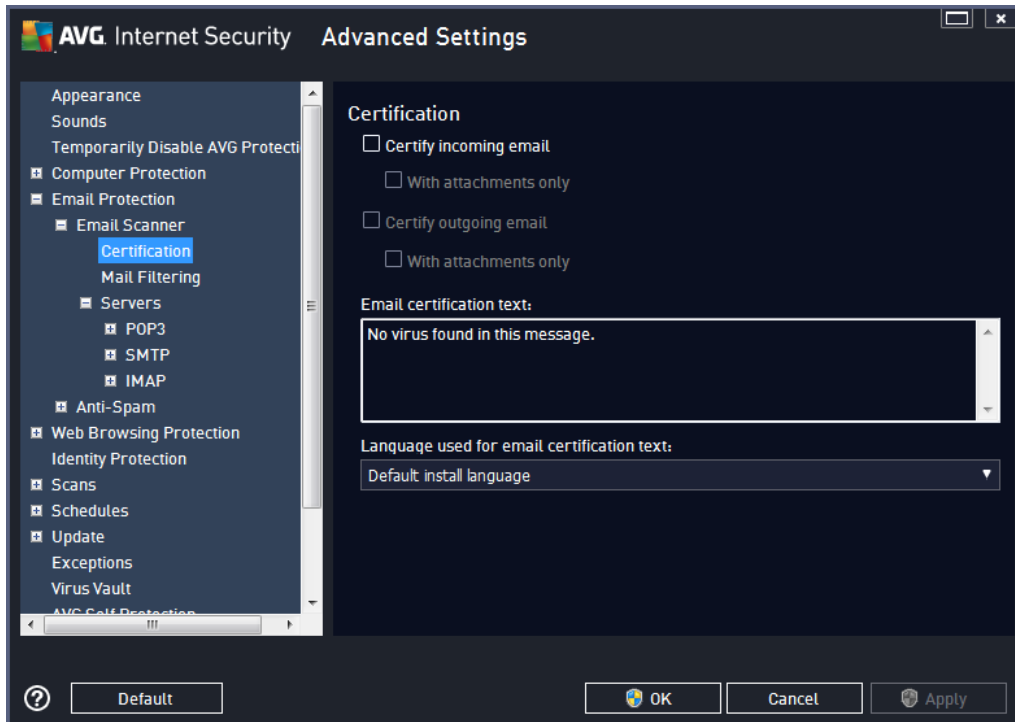 AVG. Internet Security Advanced Settings
Appearance
Sounds
Temporarily Disable AVG Protecti
Computer Protection
Email Protection
Email Scanner
Certification
Mail Filtering
Servers
POP3
SMTP
IMAP
Anti-Spam
Web Browsing Protection
Identity Protection
Scans
Schedules
Update
Exceptions
Virus Vault
AVG Self Protection
Certification
Certify incoming email
With attachments only
Certify outgoing email
With attachments only
Email certification text:
No virus found in this message.
Language used for email certification text:
Default install language
Default
OK
Cancel
Apply